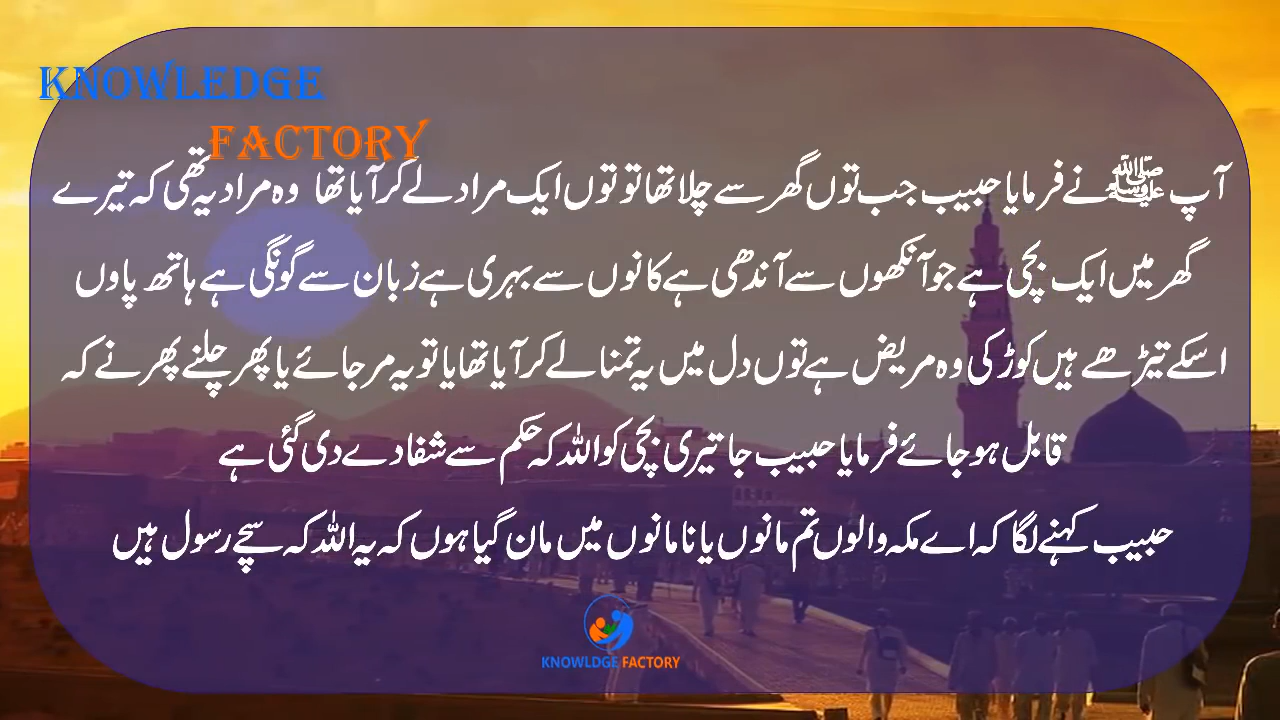 KNOWLEDGE
FACTORY
آپ ﷺ نے فرمایا حبیب جب توں گھر سے چلا تھا تو توں ایک مراد لے کر آیا تھا وہ مراد یہ تھی کہ تیرے
گھر میں ایک بچی ہے جو آنکھوں سے آندھی ہے کانوں سے بہری ہے زبان سے گونگی ہے ہاتھ پاوں
اسکے تیڑھے ہیں کوڑکی وہ مریض ہے توں دل میں یہ تمنا لے کر آیا تھا یا تو یہ مر جائے یا پھر چلنے پھرنے کہ
قابل ہو جائے فرمایا حبیب جا تیری بچی کو اللہ کہ حکم سے شفا دے دی گئی ہے
حبیب کہنے لگا کہ اے مکہ والوں تم مانوں یا نا مانوں میں مان گیا ہوں کہ یہ اللہ کہ سچے رسول ہیں
KNOWLDGE FACTORY